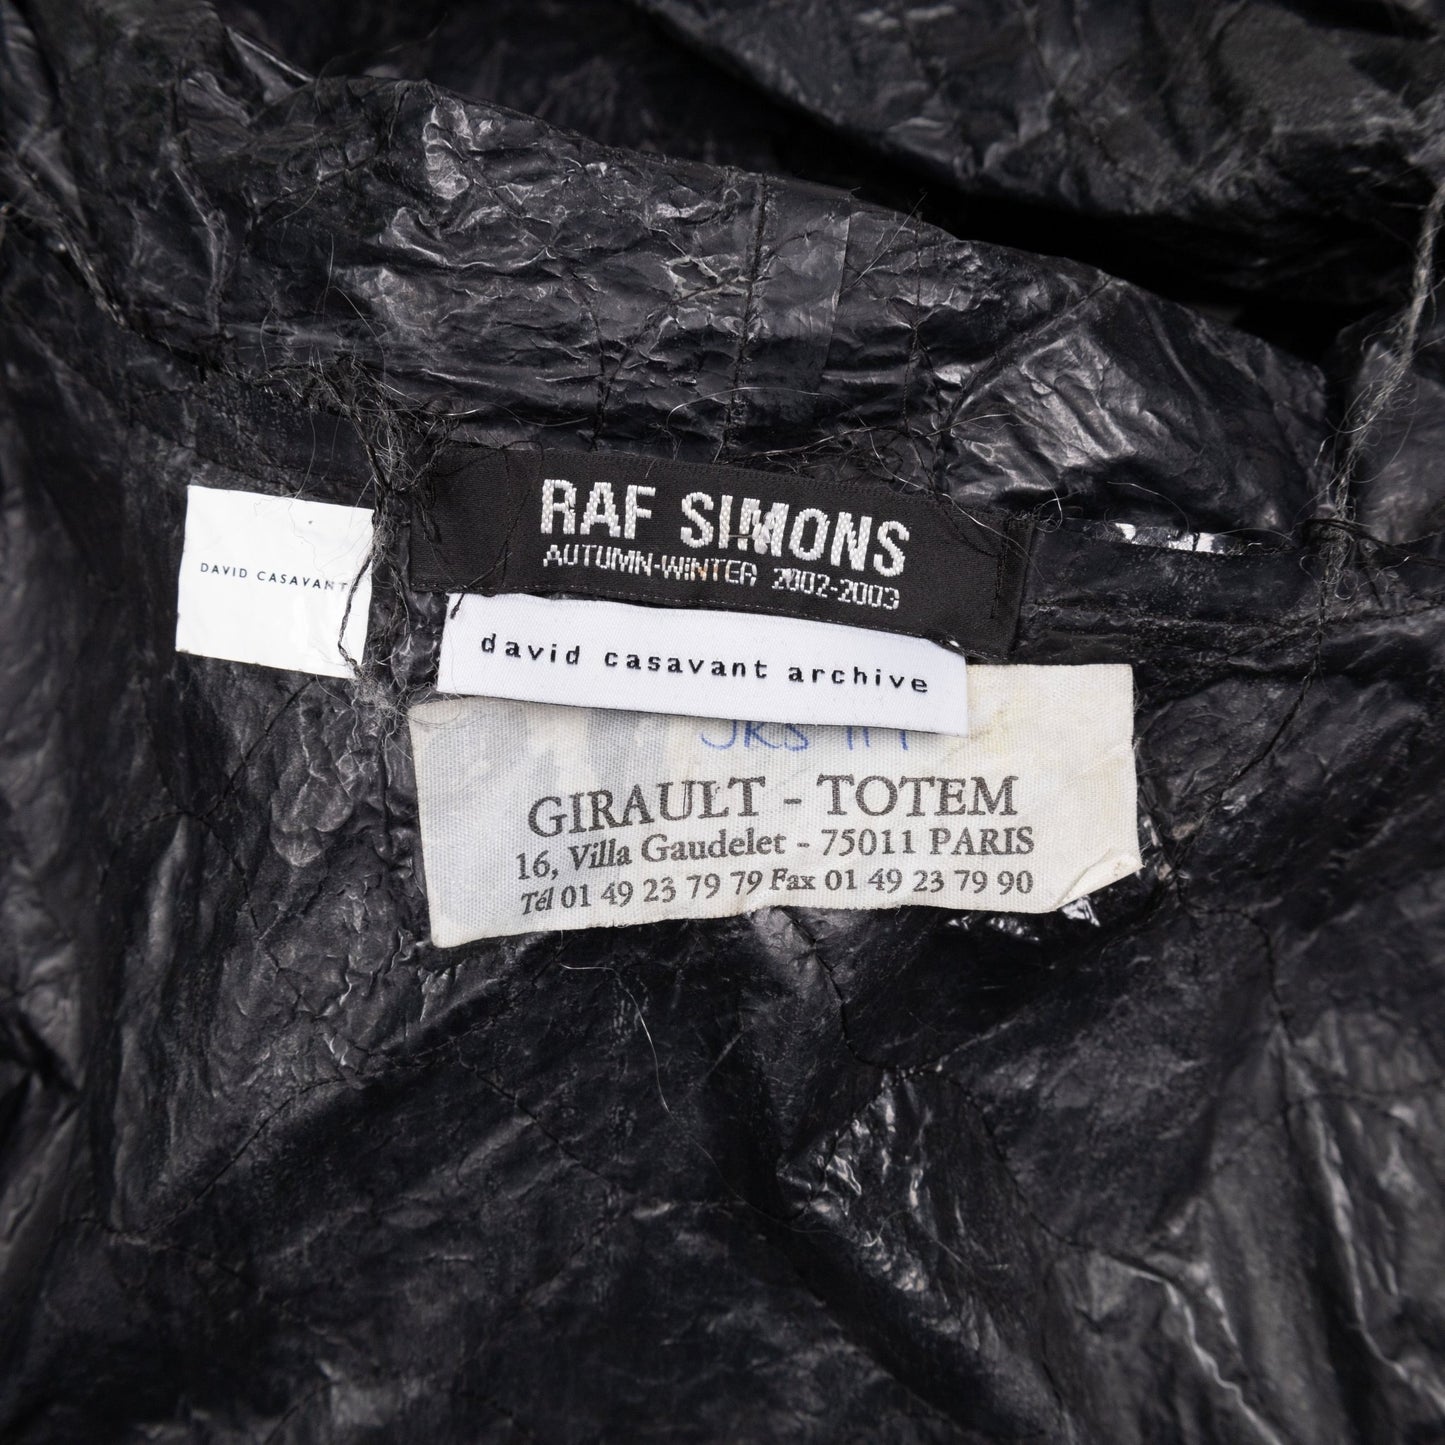 RAF SIMONS
AUTUMN-WINTER 2002-2003
DAVID CASAVANT
david casavant archive
GIRAULT - TOTEM
16, Villa Gaudelet - 75011 PARIS
Tél 01 49 23 79 79 Fax 01 49 23 79 90